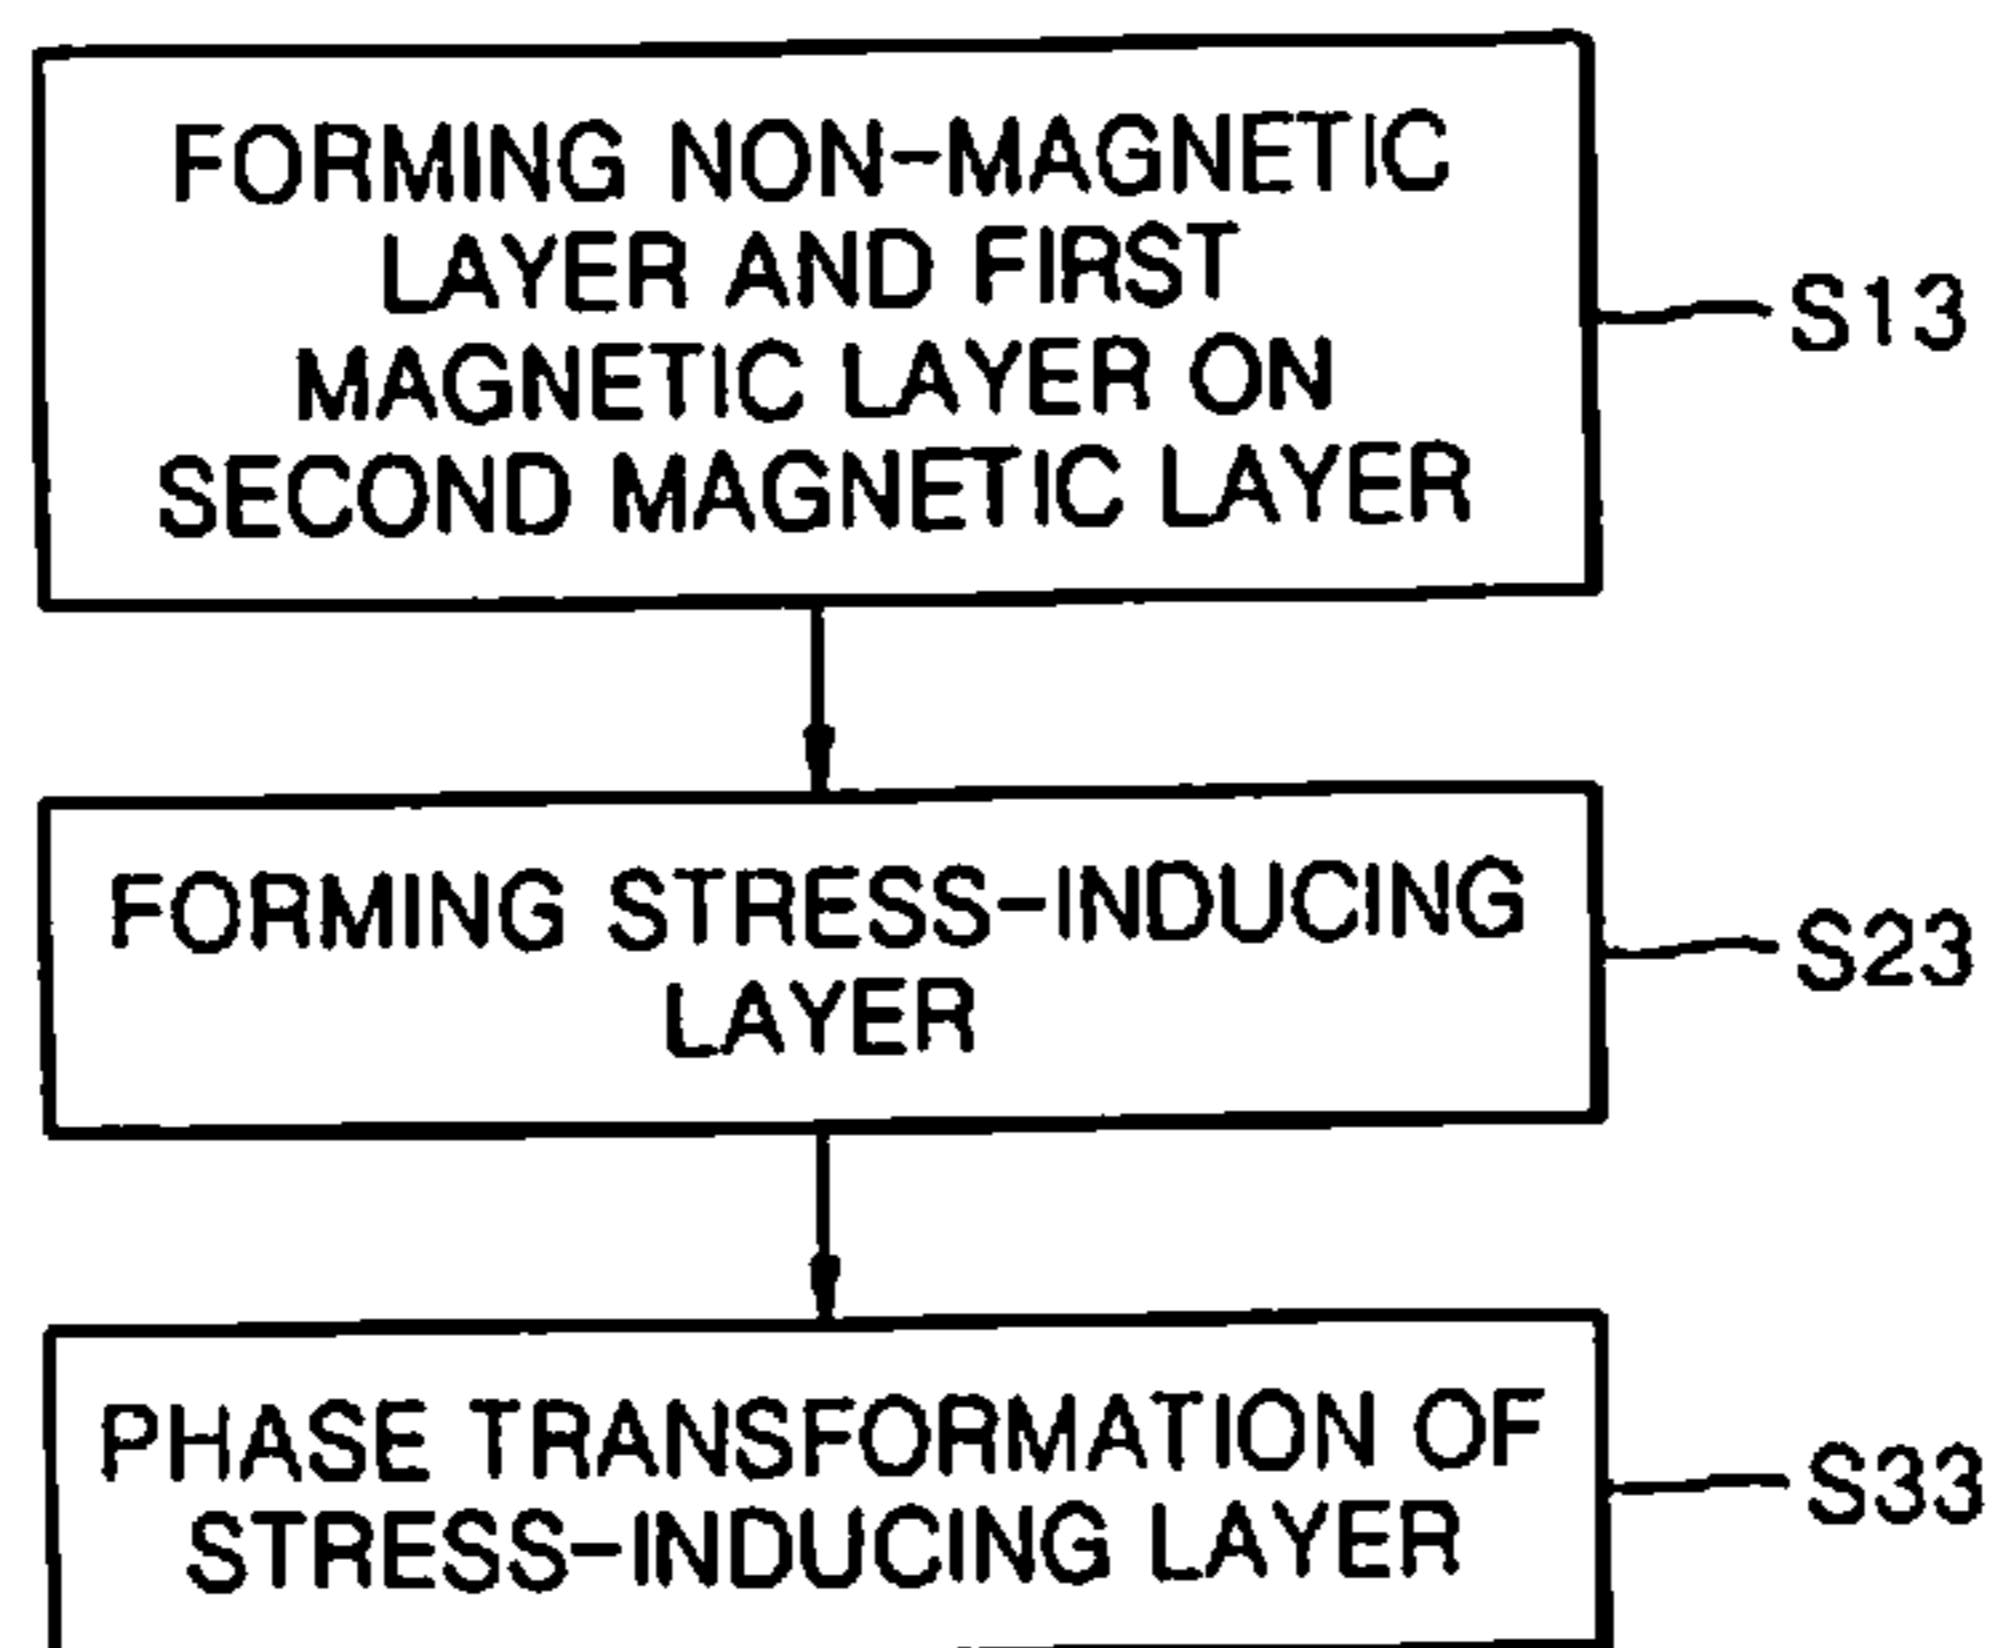 FORMING NON-MAGNETIC
LAYER AND FIRST
MAGNETIC LAYER ON
SECOND MAGNETIC LAYER
S13
FORMING STRESS-INDUCING
LAYER
S23
PHASE TRANSFORMATION OF
STRESS-INDUCING LAYER
S33